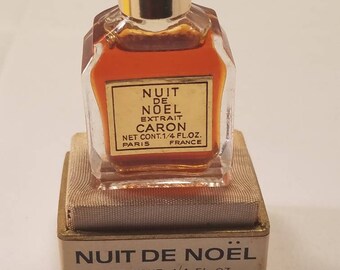 NUIT
DE
NOËL
EXTRAIT
CARON
NET CONT. 1/4 FL.OZ.
PARIS FRANCE
NUIT DE NOËL